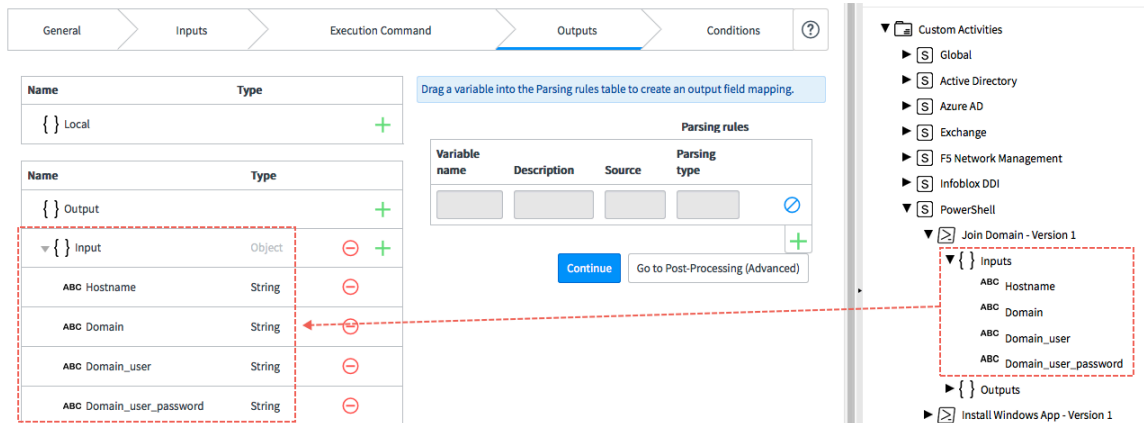 General
Inputs
Execution Command
Outputs
Conditions
?
Name Type
{ } Local
Name Type
{ } Output
{ } Input Object
ABC Hostname String
ABC Domain String
ABC Domain_user String
ABC Domain_user_password String
Drag a variable into the Parsing rules table to create an output field mapping.
Parsing rules
Variable name
Description
Source
Parsing type
Continue
Go to Post-Processing (Advanced)
Custom Activities
S Global
S Active Directory
S Azure AD
S Exchange
S F5 Network Management
S Infoblox DDI
S PowerShell
Join Domain - Version 1
{ } Inputs
ABC Hostname
ABC Domain
ABC Domain_user
ABC Domain_user_password
{ } Outputs
Install Windows App - Version 1